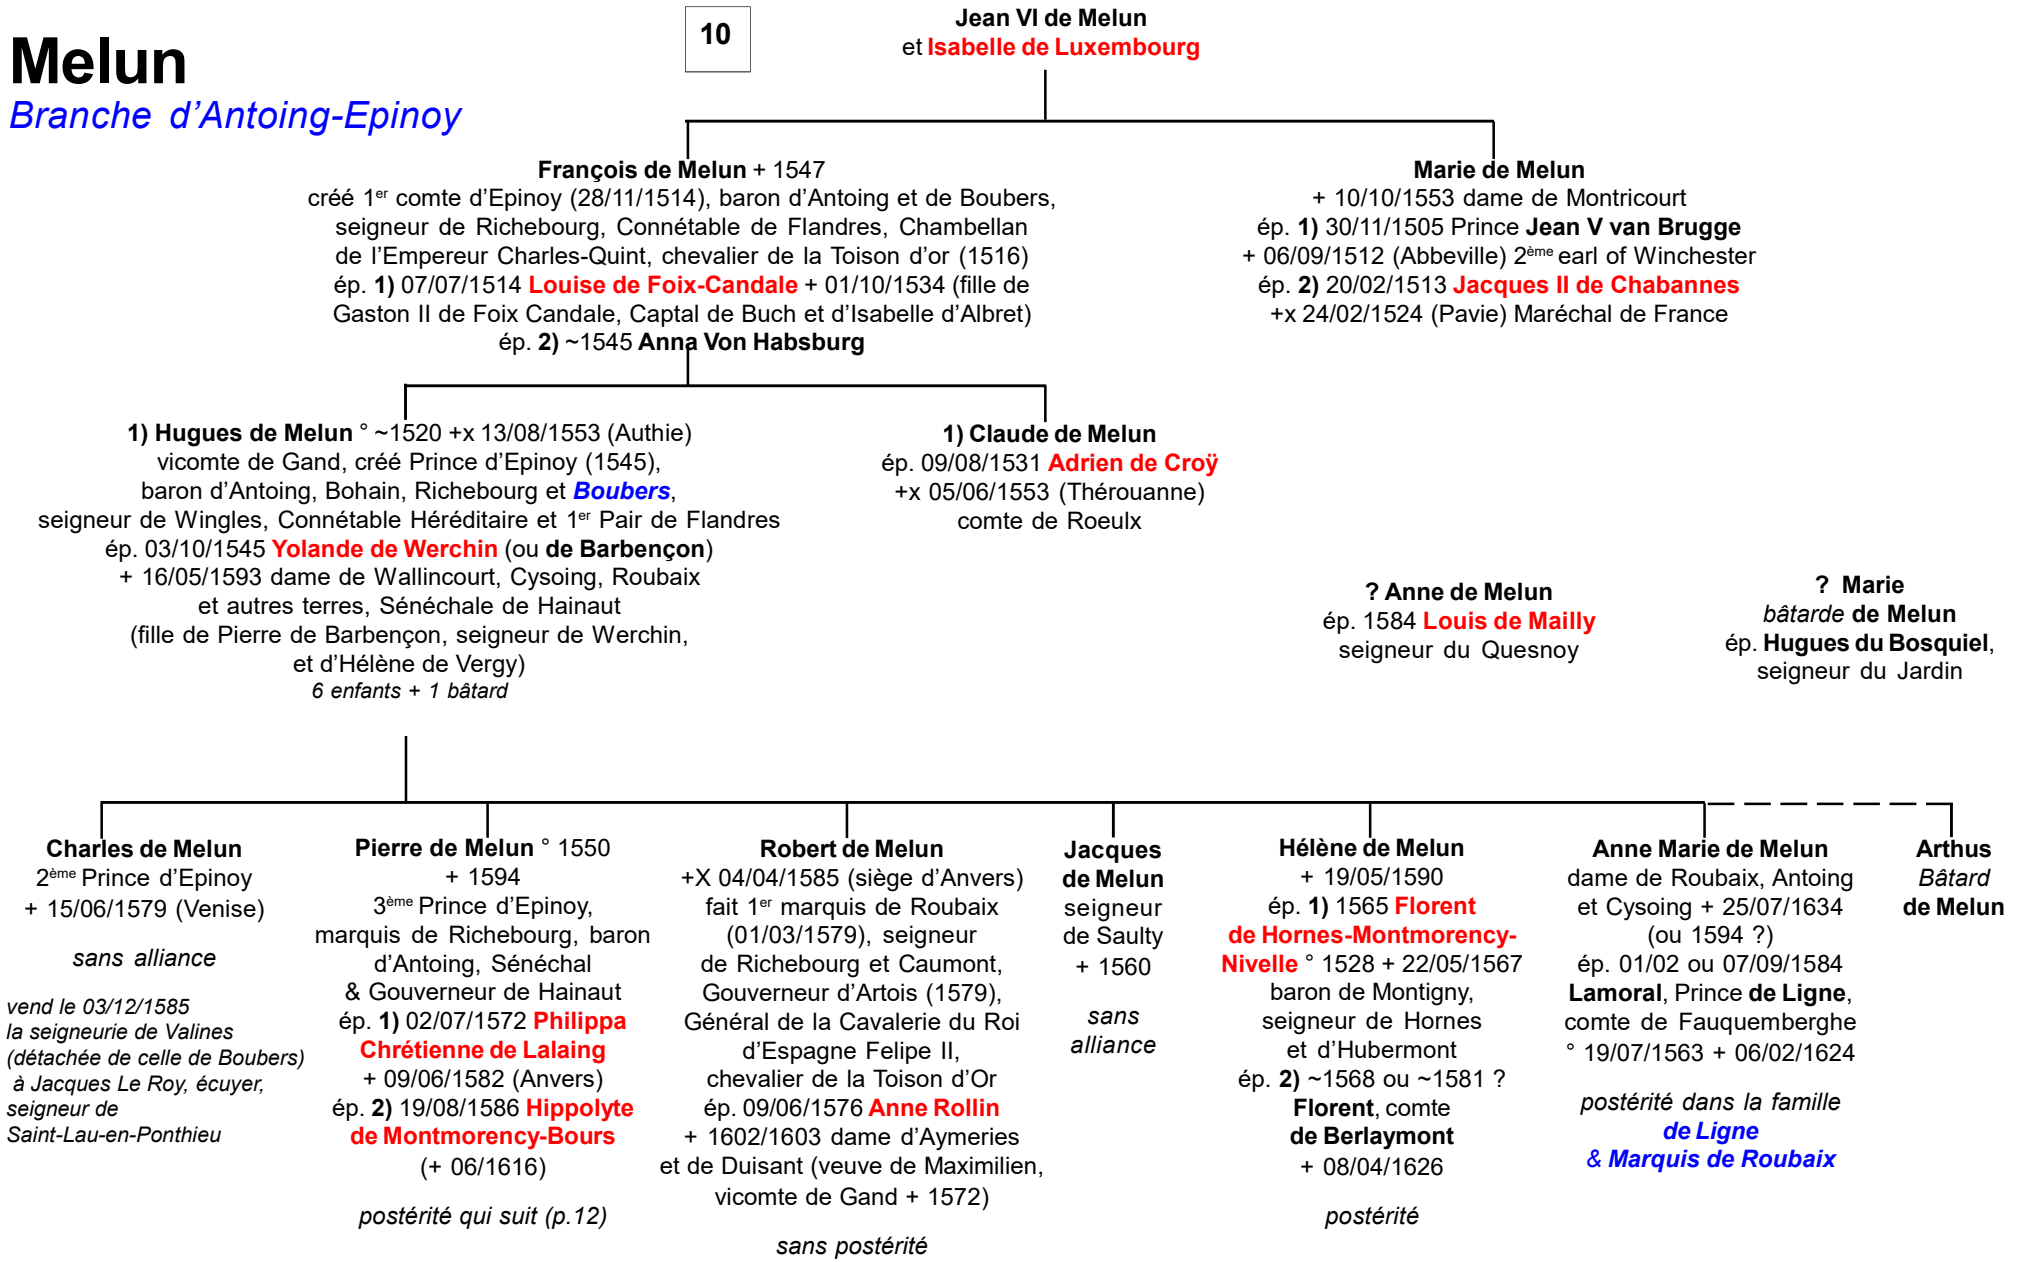 Melun
Branche d'Antoing-Epinoy
10
Jean VI de Melun
et Isabelle de Luxembourg
François de Melun + 1547
créé 1er comte d'Epinoy (28/11/1514), baron d'Antoing et de Boubers,
seigneur de Richebourg, Connétable de Flandres, Chambellan
de l'Empereur Charles-Quint, chevalier de la Toison d'or (1516)
ép. 1) 07/07/1514 Louise de Foix-Candale + 01/10/1534 (fille de
Gaston II de Foix Candale, Captal de Buch et d'Isabelle d'Albret)
ép. 2) ~1545 Anna Von Habsburg
Marie de Melun
+ 10/10/1553 dame de Montricourt
ép. 1) 30/11/1505 Prince Jean V van Brugge
+ 06/09/1512 (Abbeville) 2ème earl of Winchester
ép. 2) 20/02/1513 Jacques II de Chabannes
+x 24/02/1524 (Pavie) Maréchal de France
1) Hugues de Melun ° ~1520 +x 13/08/1553 (Authie)
vicomte de Gand, créé Prince d'Epinoy (1545),
baron d'Antoing, Bohain, Richebourg et Boubers,
seigneur de Wingles, Connétable Héréditaire et 1er Pair de Flandres
ép. 03/10/1545 Yolande de Werchin (ou de Barbençon)
+ 16/05/1593 dame de Wallincourt, Cysoing, Roubaix
et autres terres, Sénéchale de Hainaut
(fille de Pierre de Barbençon, seigneur de Werchin,
et d'Hélène de Vergy)
6 enfants + 1 bâtard
1) Claude de Melun
ép. 09/08/1531 Adrien de Croÿ
+x 05/06/1553 (Thérouanne)
comte de Roeulx
? Anne de Melun
ép. 1584 Louis de Mailly
seigneur du Quesnoy
? Marie
bâtarde de Melun
ép. Hugues du Bosquiel,
seigneur du Jardin
Charles de Melun
2ème Prince d'Epinoy
+ 15/06/1579 (Venise)
sans alliance
vend le 03/12/1585
la seigneurie de Valines
(détachée de celle de Boubers)
à Jacques Le Roy, écuyer,
seigneur de
Saint-Lau-en-Ponthieu
Pierre de Melun ° 1550
+ 1594
3ème Prince d'Epinoy,
marquis de Richebourg, baron
d'Antoing, Sénéchal
& Gouverneur de Hainaut
ép. 1) 02/07/1572 Philippa
Chrétienne de Lalaing
+ 09/06/1582 (Anvers)
ép. 2) 19/08/1586 Hippolyte
de Montmorency-Bours
(+ 06/1616)
postérité qui suit (p.12)
Robert de Melun
+X 04/04/1585 (siège d'Anvers)
fait 1er marquis de Roubaix
(01/03/1579), seigneur
de Richebourg et Caumont,
Gouverneur d'Artois (1579),
Général de la Cavalerie du Roi
d'Espagne Felipe II,
chevalier de la Toison d'Or
ép. 09/06/1576 Anne Rollin
+ 1602/1603 dame d'Aymeries
et de Duisant (veuve de Maximilien,
vicomte de Gand + 1572)
sans postérité
Jacques
de Melun
seigneur
de Saulty
+ 1560
sans
alliance
Hélène de Melun
+ 19/05/1590
ép. 1) 1565 Florent
de Hornes-Montmorency-
Nivelle ° 1528 + 22/05/1567
baron de Montigny,
seigneur de Hornes
et d'Hubermont
ép. 2) ~1568 ou ~1581 ?
Florent, comte
de Berlaymont
+ 08/04/1626
postérité
Anne Marie de Melun
dame de Roubaix, Antoing
et Cysoing + 25/07/1634
(ou 1594 ?)
ép. 01/02 ou 07/09/1584
Lamoral, Prince de Ligne,
comte de Fauquemberghe
° 19/07/1563 + 06/02/1624
postérité dans la famille
de Ligne
& Marquis de Roubaix
Arthus
Bâtard
de Melun